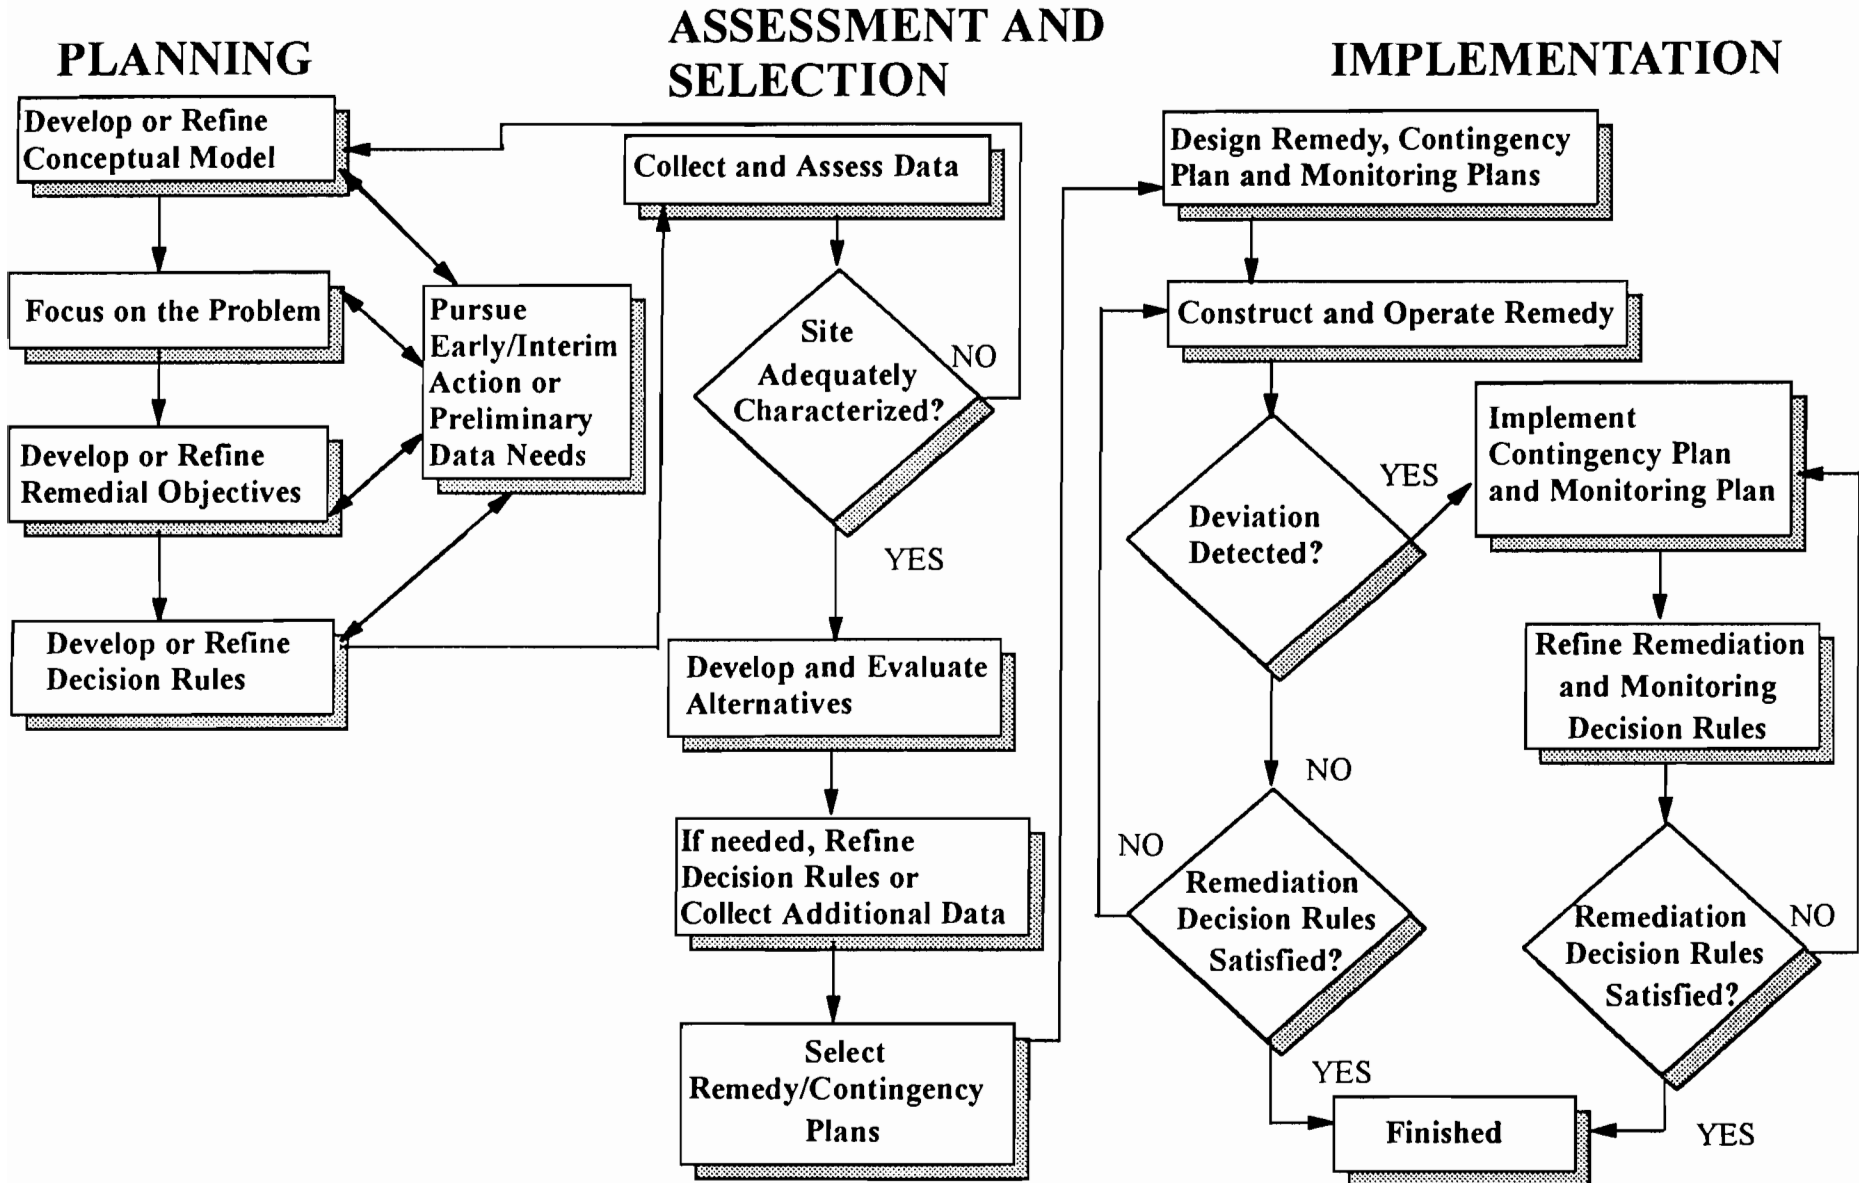 PLANNING
Develop or Refine
Conceptual Model
Focus on the Problem
Develop or Refine
Remedial Objectives
Develop or Refine
Decision Rules
Pursue
Early/Interim
Action or
Preliminary
Data Needs
ASSESSMENT AND
SELECTION
Collect and Assess Data
Site
Adequately
Characterized?
NO
YES
Develop and Evaluate
Alternatives
If needed, Refine
Decision Rules or
Collect Additional Data
Select
Remedy/Contingency
Plans
IMPLEMENTATION
Design Remedy, Contingency
Plan and Monitoring Plans
Construct and Operate Remedy
Deviation
Detected?
YES
NO
Remediation
Decision Rules
Satisfied?
NO
YES
Implement
Contingency Plan
and Monitoring Plan
Refine Remediation
and Monitoring
Decision Rules
Remediation
Decision Rules
Satisfied?
NO
YES
Finished